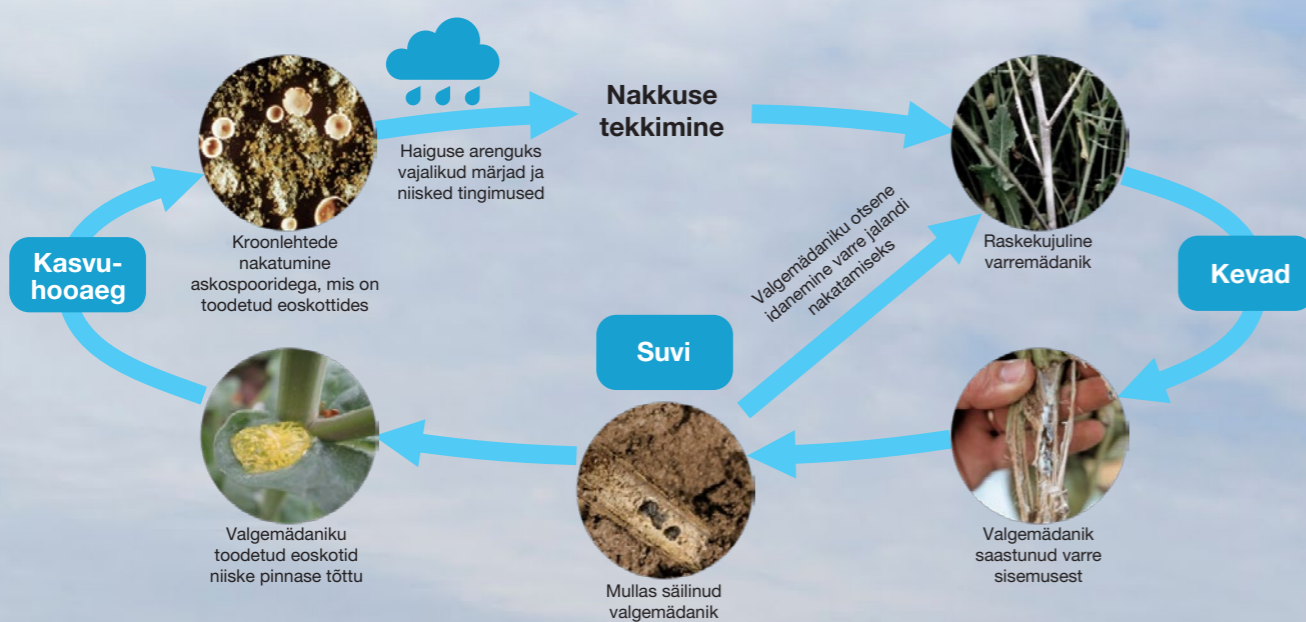 Nakkuse
tekkimine
Haiguse arenguks
vajalikud märjad ja
niisked tingimused
Kroonlehtede
nakatumine
askospooridega, mis on
toodetud eoskottides
Kasvu-
hooaeg
Valgemädaniku otsene
idanemine varre jalandi
nakatamiseks
Raskekujuline
varremädanik
Kevad
Suvi
Valgemädaniku
toodetud eoskotid
niiske pinnase tõttu
Mullas säilinud
valgemädanik
Valgemädanik
saastunud varre
sisemusest